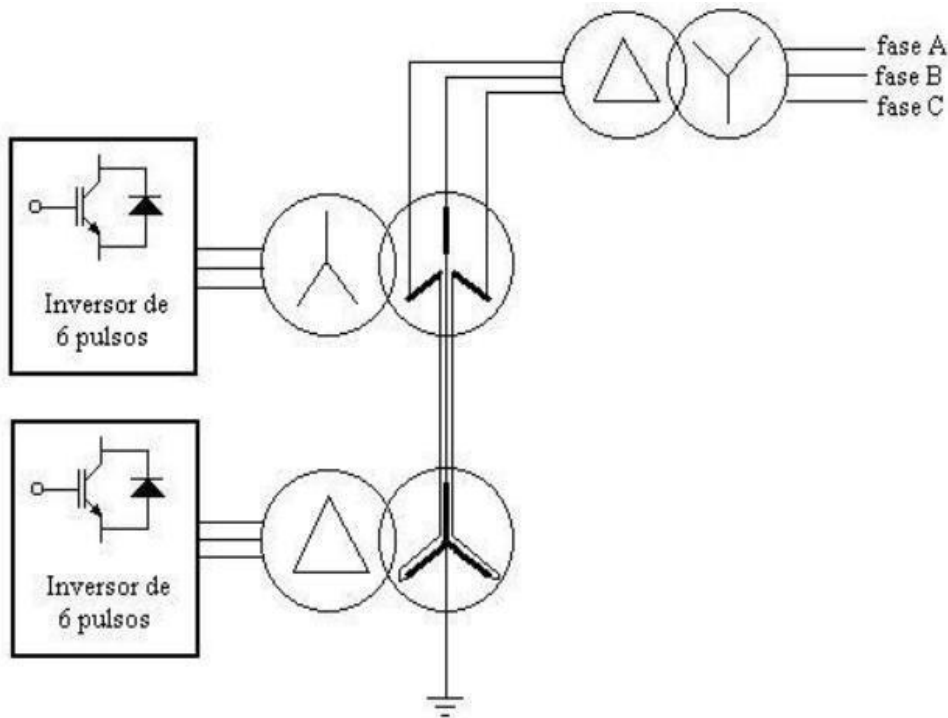 fase A
fase B
fase C
Inversor de
6 pulsos
Inversor de
6 pulsos